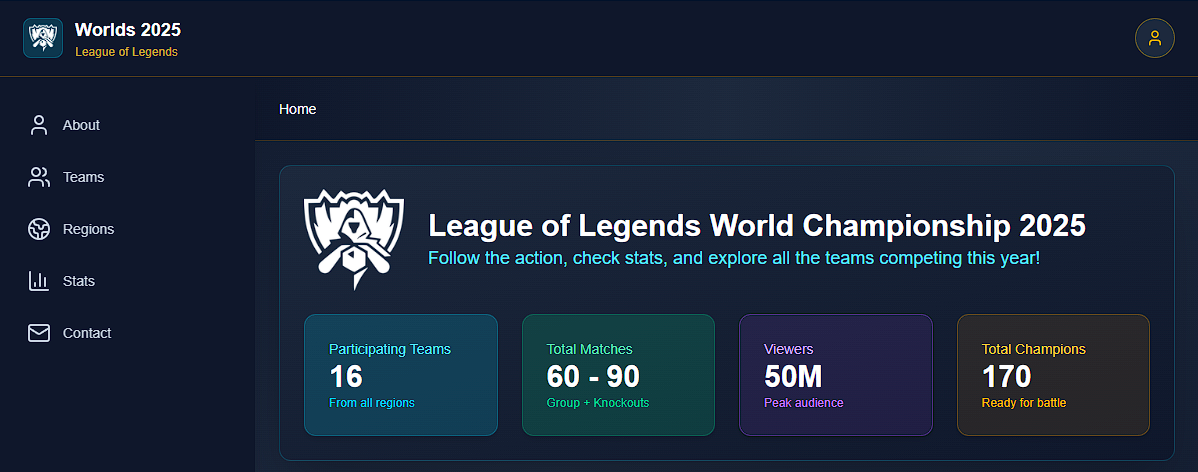 Worlds 2025
League of Legends
About
Teams
Regions
Stats
Contact
Home
League of Legends World Championship 2025
Follow the action, check stats, and explore all the teams competing this year!
Participating Teams
16
From all regions
Total Matches
60 - 90
Group + Knockouts
Viewers
50M
Peak audience
Total Champions
170
Ready for battle